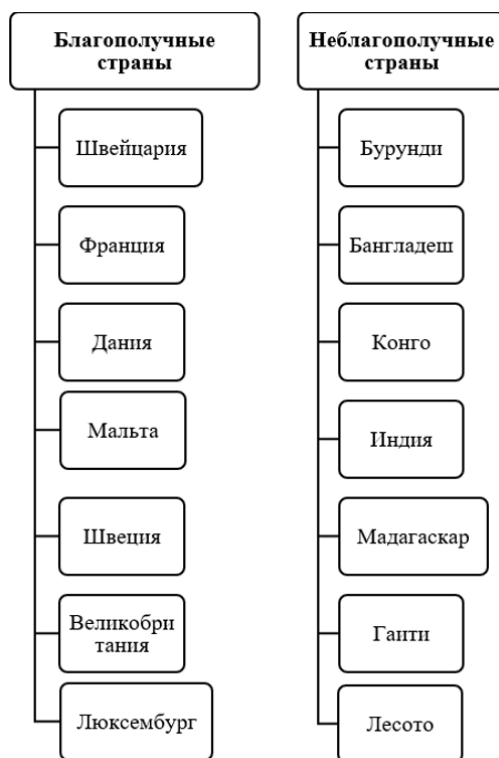 Благополучные
страны
Швейцария
Франция
Дания
Мальта
Швеция
Великобри
тания
Люксембург
Неблагополучные
страны
Бурунди
Бангладеш
Конго
Индия
Мадагаскар
Гаити
Лесото